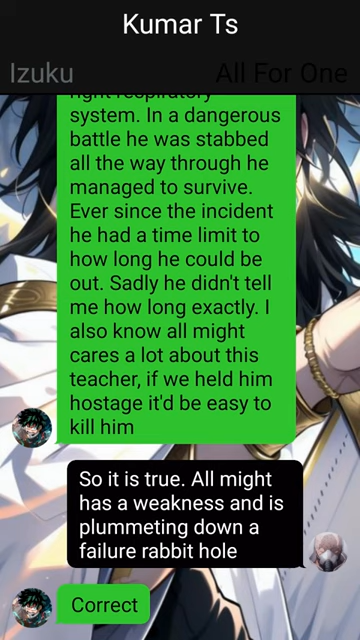 Kumar Ts
Izuku All For One
right respiratory
system. In a dangerous
battle he was stabbed
all the way through he
managed to survive.
Ever since the incident
he had a time limit to
how long he could be
out. Sadly he didn't tell
me how long exactly. I
also know all might
cares a lot about this
teacher, if we held him
hostage it'd be easy to
kill him
So it is true. All might
has a weakness and is
plummeting down a
failure rabbit hole
Correct